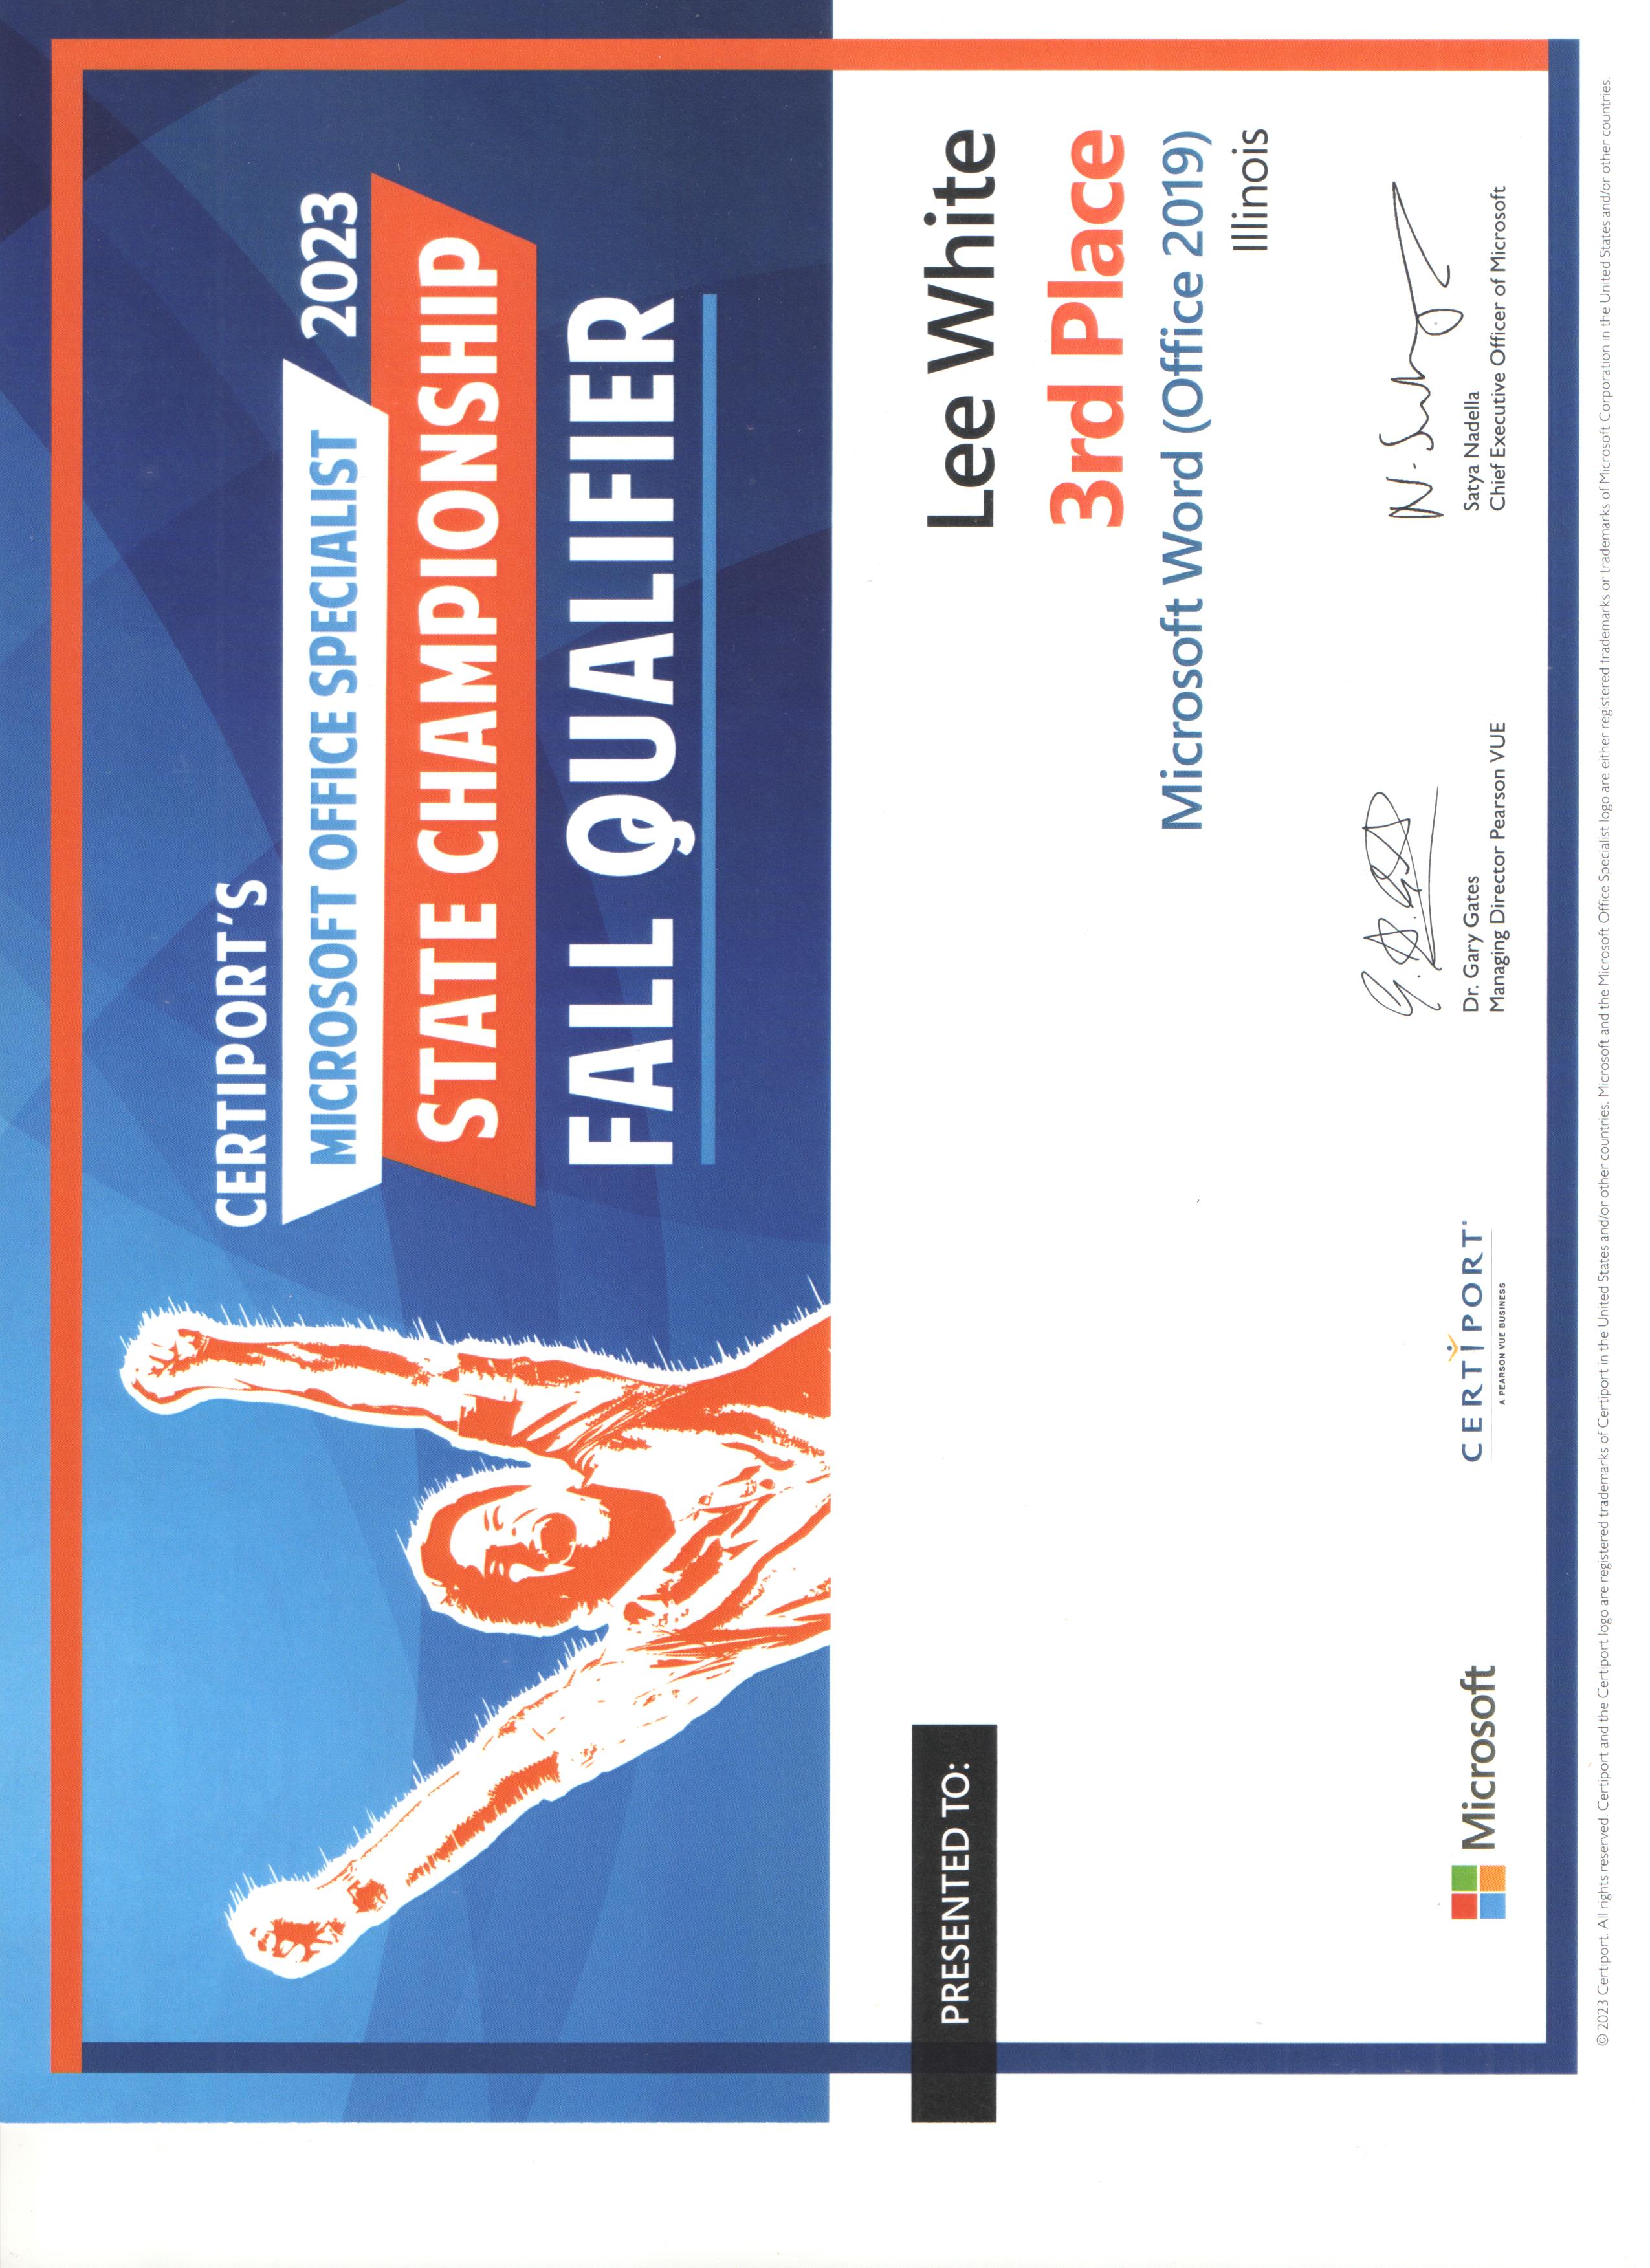 CERTIPORT'S
MICROSOFT OFFICE SPECIALIST 2023
STATE CHAMPIONSHIP
FALL QUALIFIER
PRESENTED TO:
Lee White
3rd Place
Microsoft Word (Office 2019)
Illinois
Microsoft
CERTIPORT®
A PEARSON VUE BUSINESS
Dr. Gary Gates
Managing Director Pearson VUE
Satya Nadella
Chief Executive Officer of Microsoft
© 2023 Certiport. All rights reserved. Certiport and the Certiport logo are registered trademarks of Certiport in the United States and/or other countries. Microsoft and the Microsoft Office Specialist logo are either registered trademarks or trademarks of Microsoft Corporation in the United States and/or other countries.